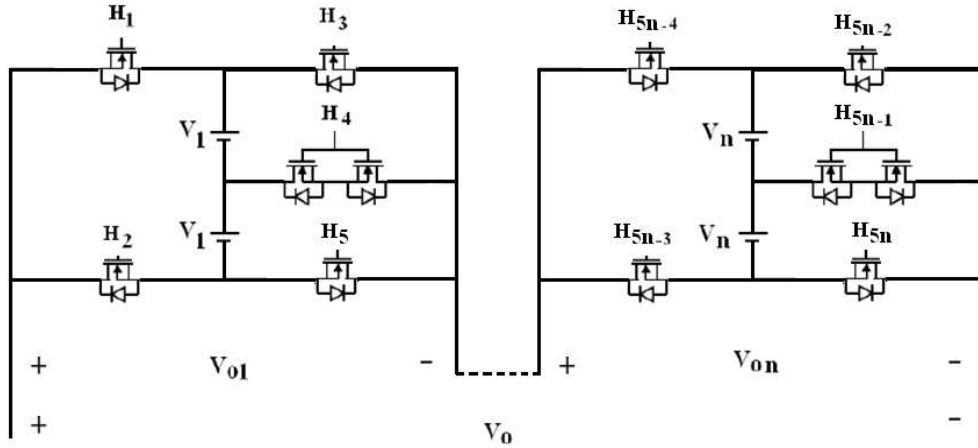 H1 H3 H5n-4 H5n-2
H4 H5n-1
V1 Vn
H2 V1 H5 H5n-3 Vn H5n
+ Vo1 - + Von -
+ Vo -